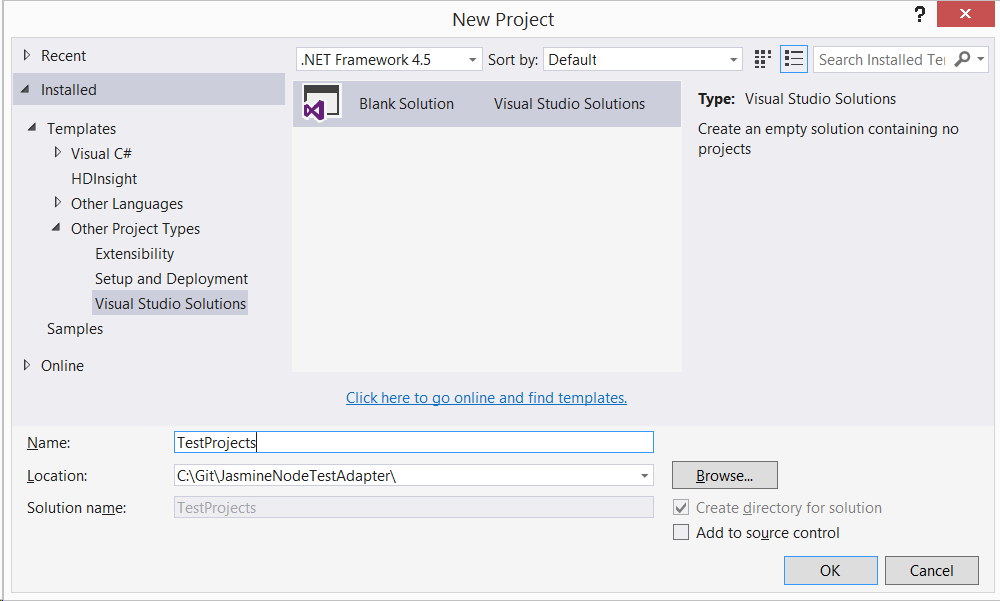 New Project
?
Recent
Installed
Templates
Visual C#
HDInsight
Other Languages
Other Project Types
Extensibility
Setup and Deployment
Visual Studio Solutions
Samples
Online
.NET Framework 4.5
Sort by: Default
Search Installed Te
Blank Solution Visual Studio Solutions
Type: Visual Studio Solutions
Create an empty solution containing no
projects
Click here to go online and find templates.
Name: TestProjects
Location: C:\Git\JasmineNodeTestAdapter\
Browse...
Solution name: TestProjects
Create directory for solution
Add to source control
OK
Cancel